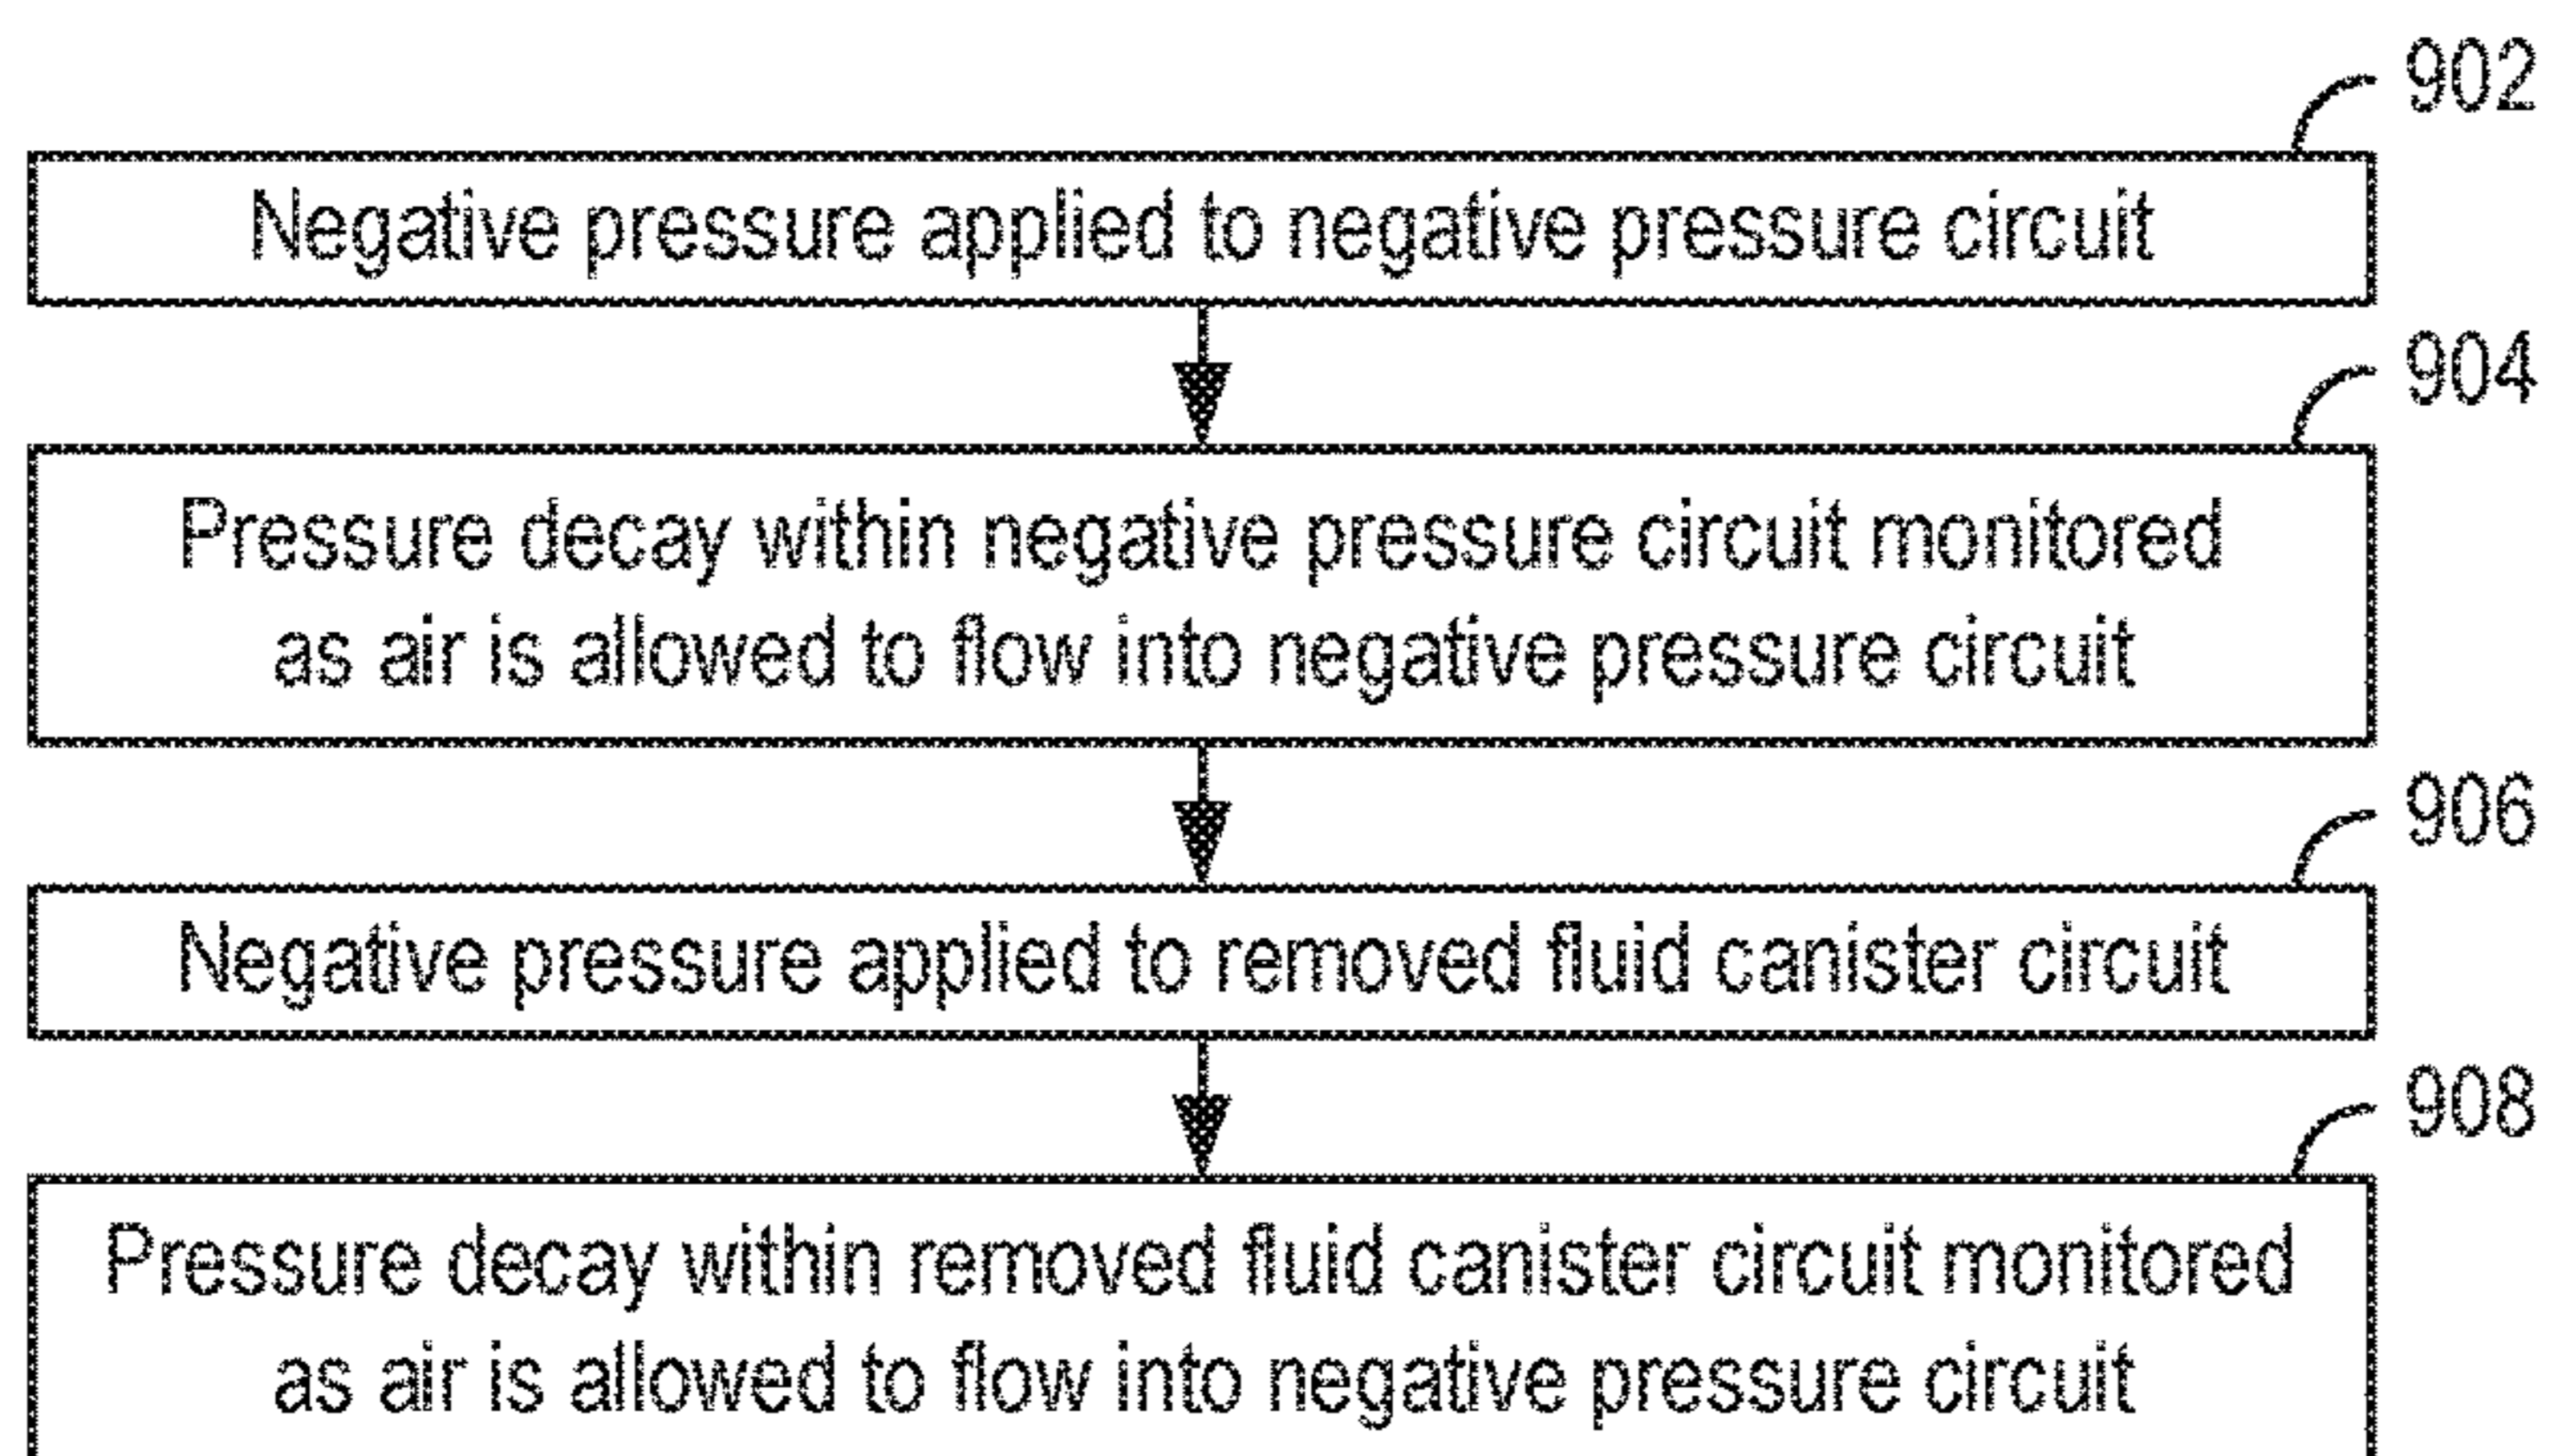 902
Negative pressure applied to negative pressure circuit
904
Pressure decay within negative pressure circuit monitored
as air is allowed to flow into negative pressure circuit
906
Negative pressure applied to removed fluid canister circuit
908
Pressure decay within removed fluid canister circuit monitored
as air is allowed to flow into negative pressure circuit